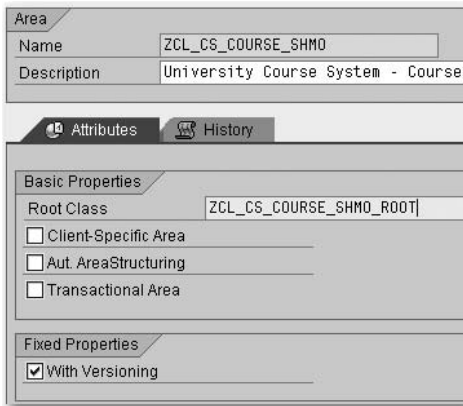 Area
Name ZCL_CS_COURSE_SHMO
Description University Course System - Course
Attributes History
Basic Properties
Root Class ZCL_CS_COURSE_SHMO_ROOT
Client-Specific Area
Aut. AreaStructuring
Transactional Area
Fixed Properties
With Versioning